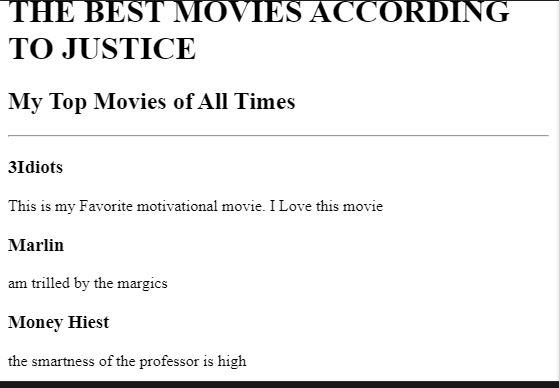 THE BEST MOVIES ACCORDING
TO JUSTICE
My Top Movies of All Times
3Idiots
This is my Favorite motivational movie. I Love this movie
Marlin
am trilled by the margics
Money Hiest
the smartness of the professor is high